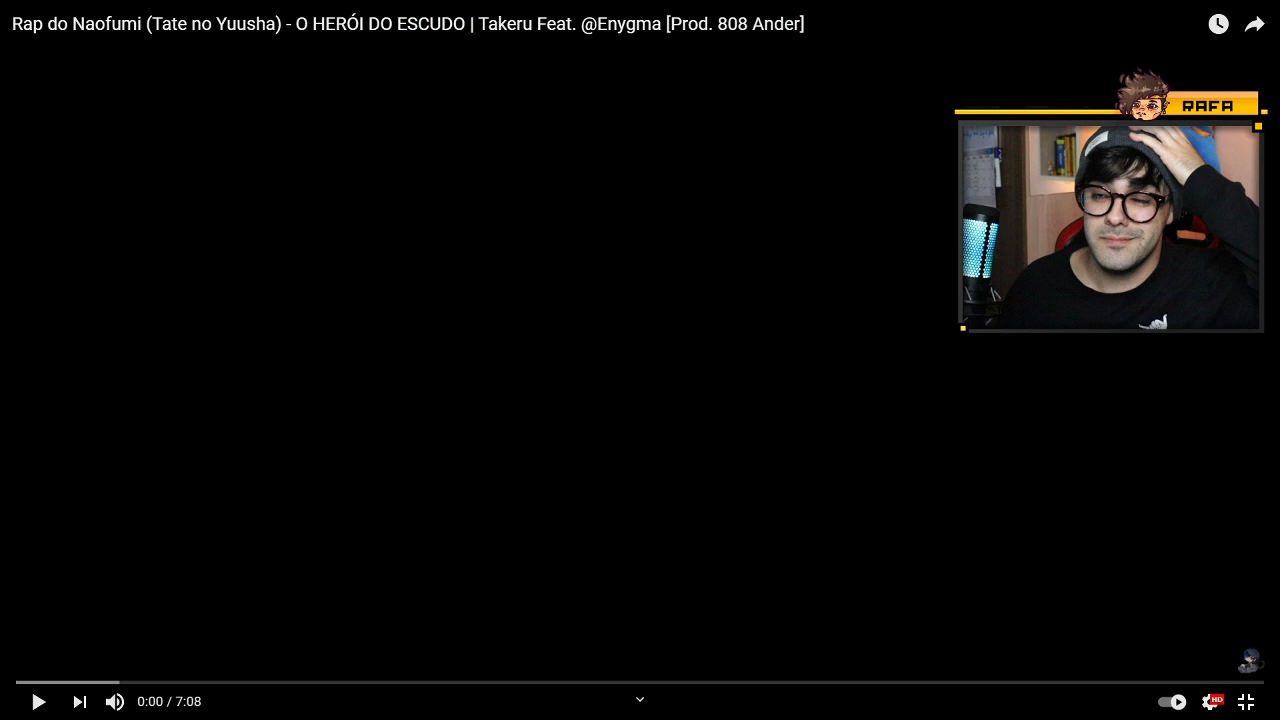 Rap do Naofumi (Tate no Yuusha) - O HERÓI DO ESCUDO | Takeru Feat. @Enygma [Prod. 808 Ander]
RAFA
0:00 / 7:08
HD